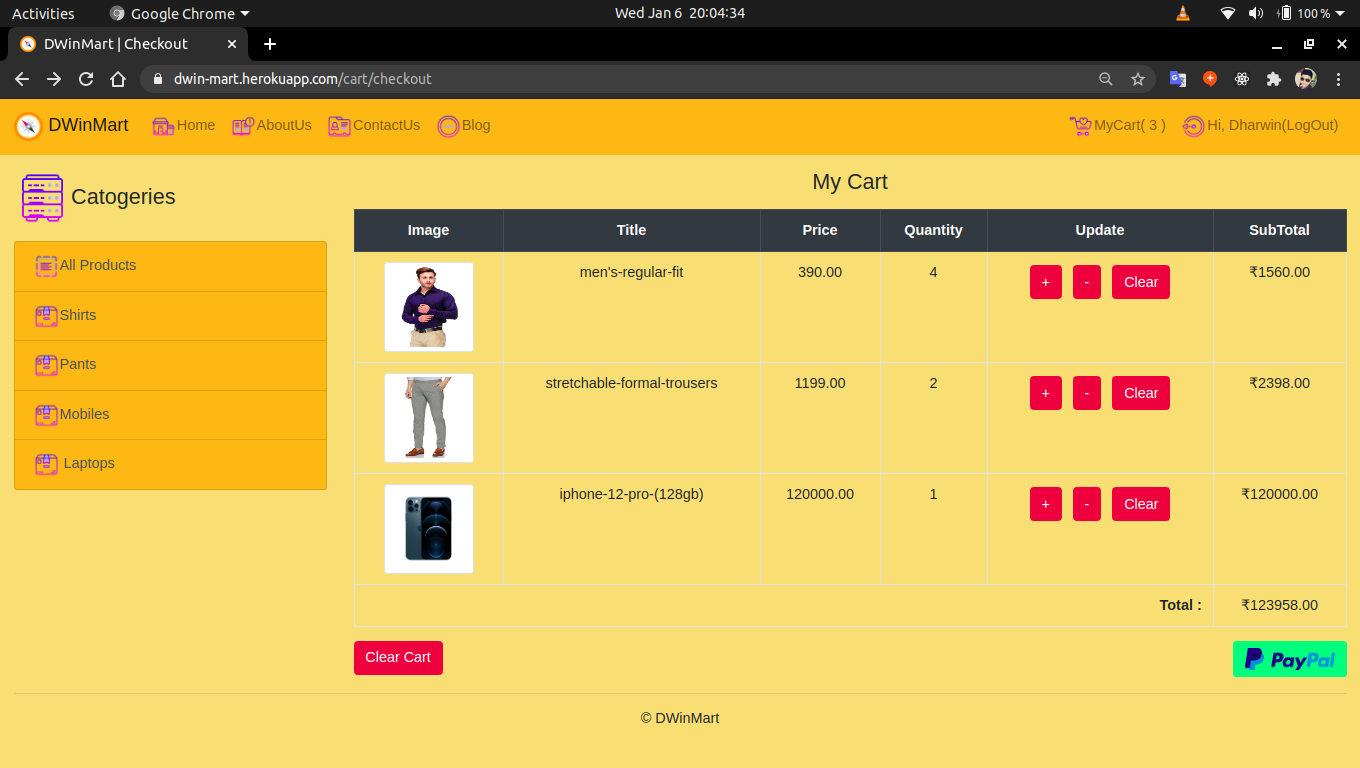 Activities Google Chrome Wed Jan 6 20:04:34 100 %
DWinMart | Checkout
dwin-mart.herokuapp.com/cart/checkout
DWinMart Home AboutUs ContactUs Blog MyCart( 3 ) Hi, Dharwin(LogOut)
Catogeries
All Products
Shirts
Pants
Mobiles
Laptops
My Cart
Image Title Price Quantity Update SubTotal
men's-regular-fit 390.00 4 + - Clear ₹1560.00
stretchable-formal-trousers 1199.00 2 + - Clear ₹2398.00
iphone-12-pro-(128gb) 120000.00 1 + - Clear ₹120000.00
Total : ₹123958.00
Clear Cart PayPal
© DWinMart